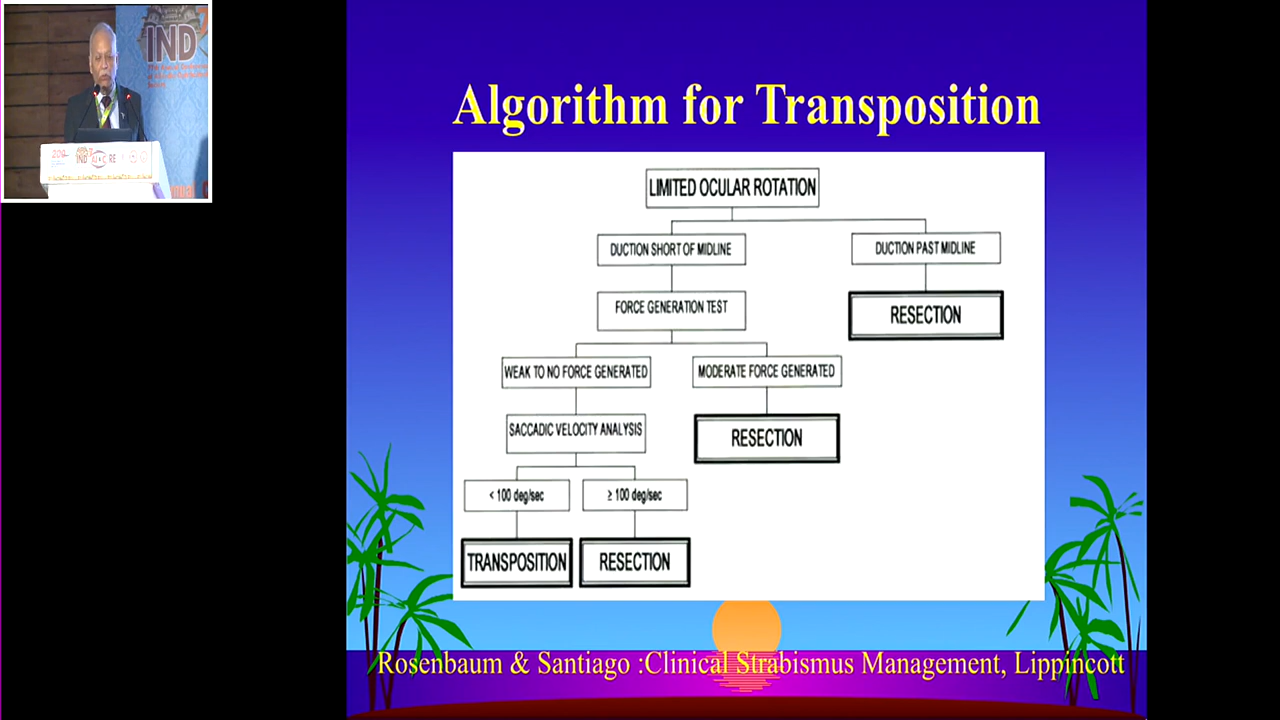 IND
Algorithm for Transposition
LIMITED OCULAR ROTATION
DUCTION SHORT OF MIDLINE
DUCTION PAST MIDLINE
FORCE GENERATION TEST
RESECTION
WEAK TO NO FORCE GENERATED
MODERATE FORCE GENERATED
SACCADIC VELOCITY ANALYSIS
RESECTION
< 100 deg/sec
≥ 100 deg/sec
TRANSPOSITION
RESECTION
Rosenbaum & Santiago :Clinical Strabismus Management, Lippincott